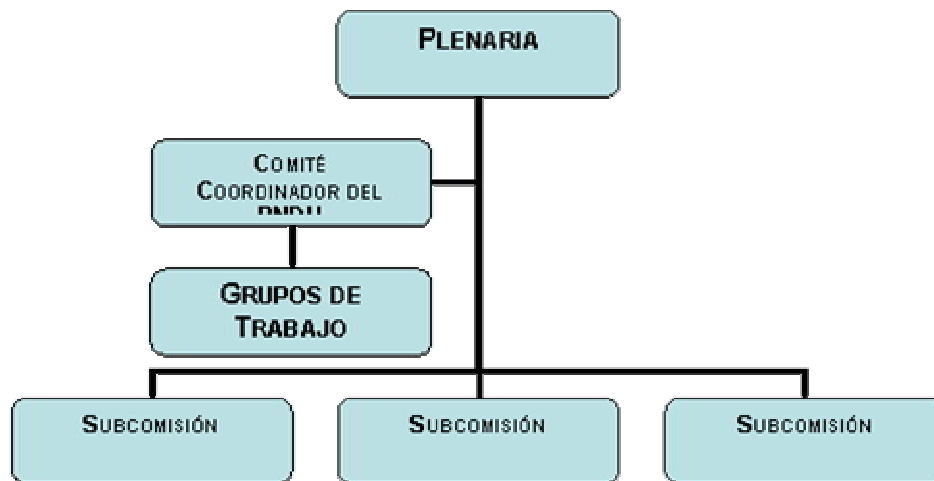 PLENARIA
COMITÉ
COORDINADOR DEL
GRUPOS DE
TRABAJO
SUBCOMISIÓN
SUBCOMISIÓN
SUBCOMISIÓN